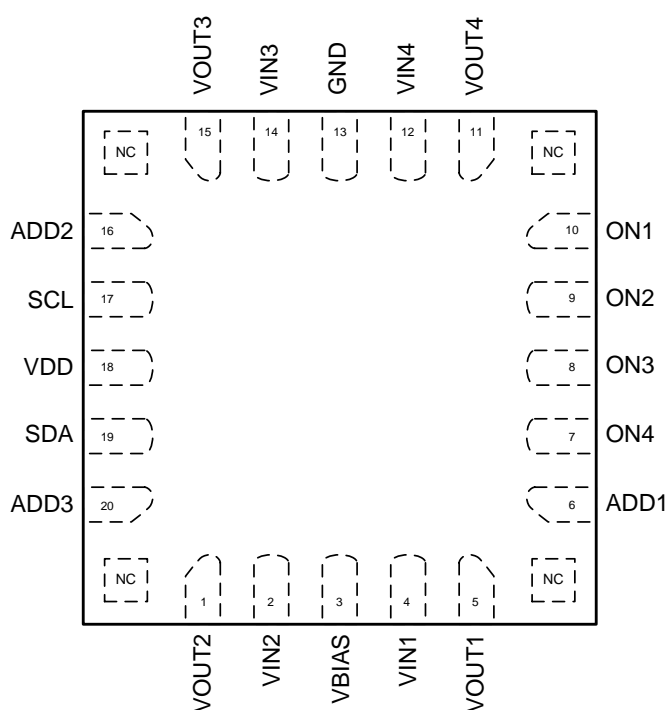 VOUT3 VIN3 GND VIN4 VOUT4
NC 15 14 13 12 11 NC
ADD2 16 10 ON1
SCL 17 9 ON2
VDD 18 8 ON3
SDA 19 7 ON4
ADD3 20 6 ADD1
NC 1 2 3 4 5 NC
VOUT2 VIN2 VBIAS VIN1 VOUT1